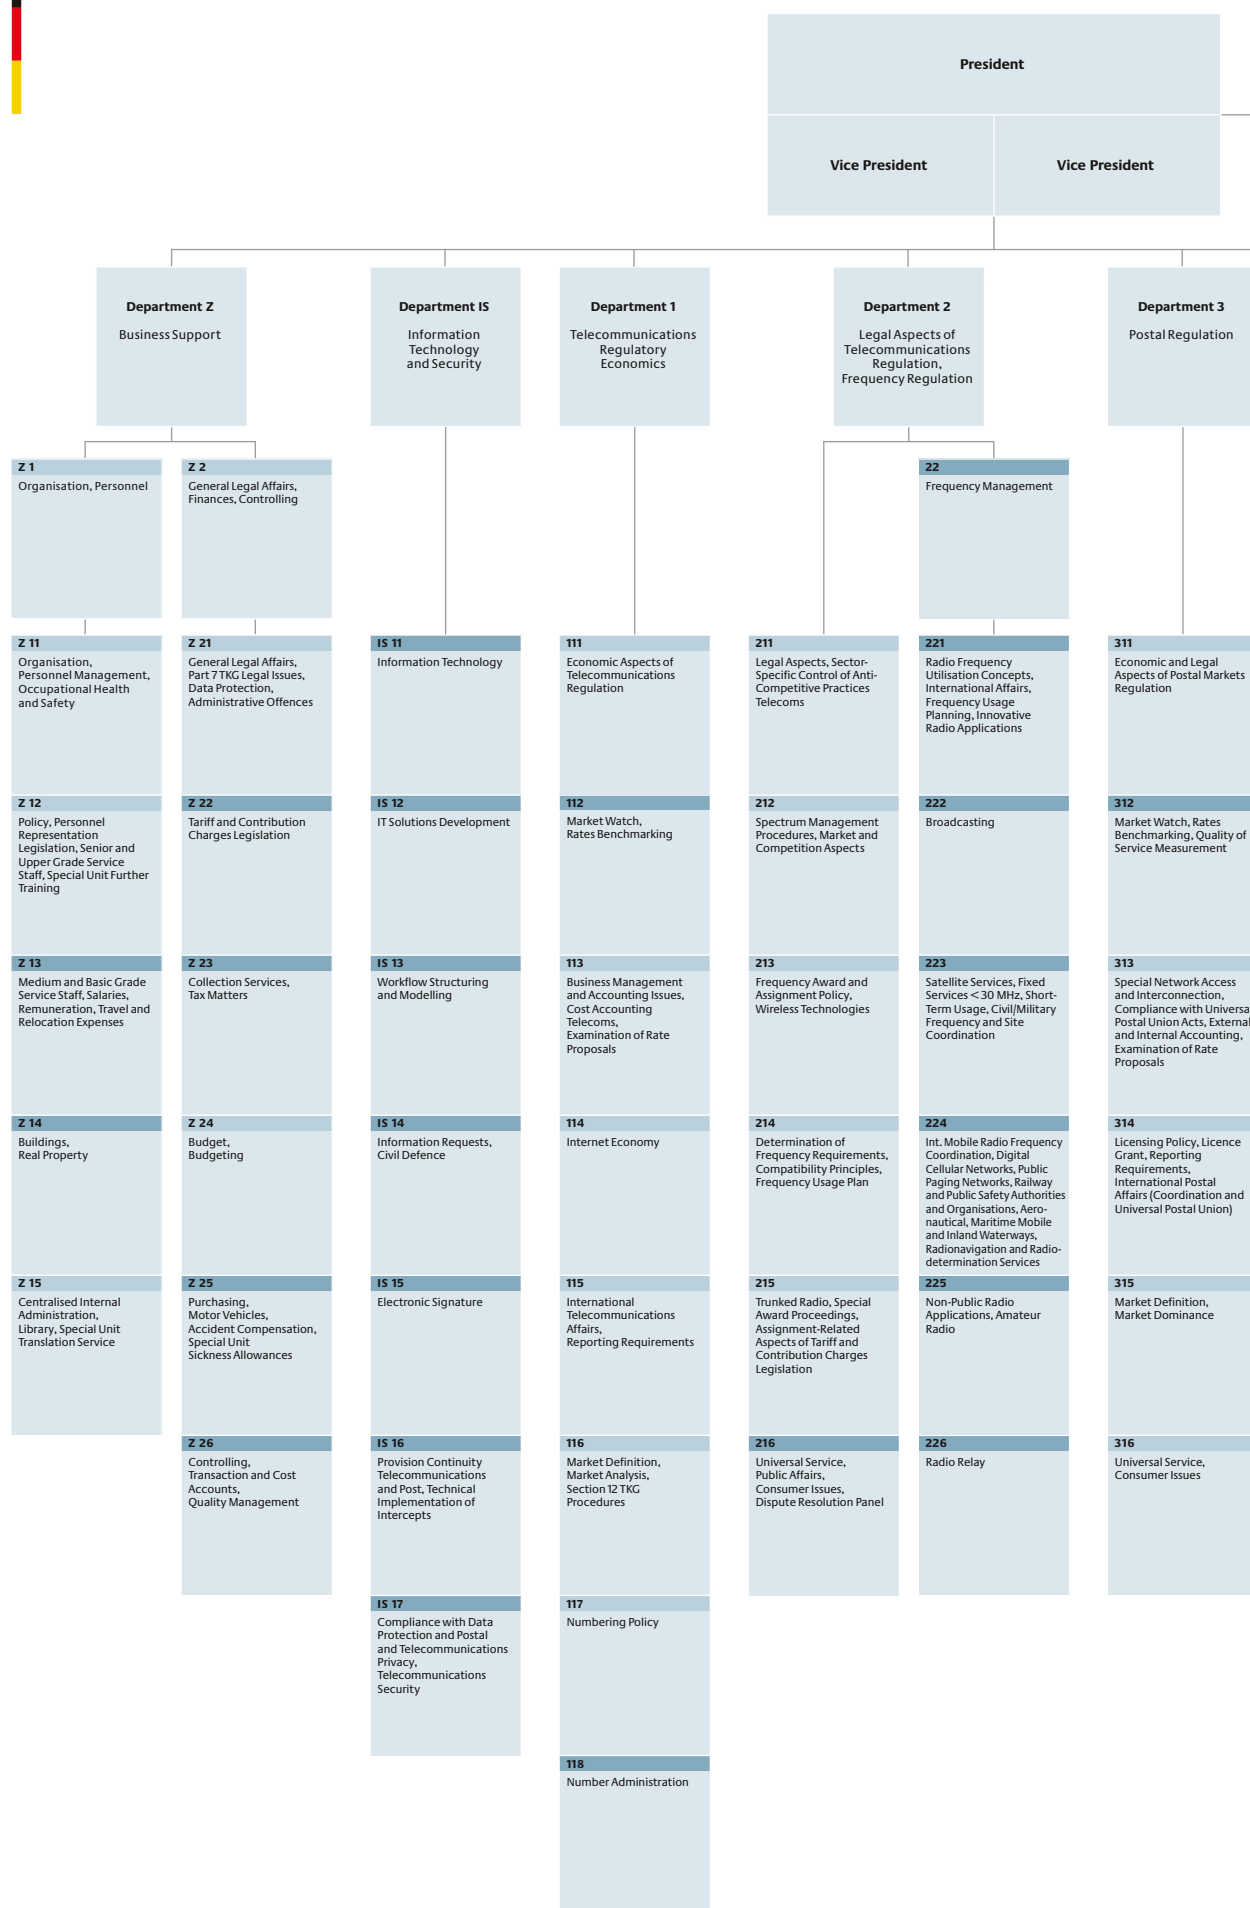 President
Vice President
Vice President
Department Z
Business Support
Department IS
Information
Technology
and Security
Department 1
Telecommunications
Regulatory
Economics
Department 2
Legal Aspects of
Telecommunications
Regulation,
Frequency Regulation
Department 3
Postal Regulation
Z 1
Organisation, Personnel
Z 2
General Legal Affairs,
Finances, Controlling
22
Frequency Management
Z 11
Organisation,
Personnel Management,
Occupational Health
and Safety
Z 21
General Legal Affairs,
Part 7 TKG Legal Issues,
Data Protection,
Administrative Offences
IS 11
Information Technology
111
Economic Aspects of
Telecommunications
Regulation
211
Legal Aspects, Sector-
Specific Control of Anti-
Competitive Practices
Telecoms
221
Radio Frequency
Utilisation Concepts,
International Affairs,
Frequency Usage
Planning, Innovative
Radio Applications
311
Economic and Legal
Aspects of Postal Markets
Regulation
Z 12
Policy, Personnel
Representation
Legislation, Senior and
Upper Grade Service
Staff, Special Unit Further
Training
Z 22
Tariff and Contribution
Charges Legislation
IS 12
IT Solutions Development
112
Market Watch,
Rates Benchmarking
212
Spectrum Management
Procedures, Market and
Competition Aspects
222
Broadcasting
312
Market Watch, Rates
Benchmarking, Quality of
Service Measurement
Z 13
Medium and Basic Grade
Service Staff, Salaries,
Remuneration, Travel and
Relocation Expenses
Z 23
Collection Services,
Tax Matters
IS 13
Workflow Structuring
and Modelling
113
Business Management
and Accounting Issues,
Cost Accounting
Telecoms,
Examination of Rate
Proposals
213
Frequency Award and
Assignment Policy,
Wireless Technologies
223
Satellite Services, Fixed
Services < 30 MHz, Short-
Term Usage, Civil/Military
Frequency and Site
Coordination
313
Special Network Access
and Interconnection,
Compliance with Universa
Postal Union Acts, External
and Internal Accounting,
Examination of Rate
Proposals
Z 14
Buildings,
Real Property
Z 24
Budget,
Budgeting
IS 14
Information Requests,
Civil Defence
114
Internet Economy
214
Determination of
Frequency Requirements,
Compatibility Principles,
Frequency Usage Plan
224
Int. Mobile Radio Frequency
Coordination, Digital
Cellular Networks, Public
Paging Networks, Railway
and Public Safety Authorities
and Organisations, Aero-
nautical, Maritime Mobile
and Inland Waterways,
Radionavigation and Radio-
determination Services
314
Licensing Policy, Licence
Grant, Reporting
Requirements,
International Postal
Affairs (Coordination and
Universal Postal Union)
Z 15
Centralised Internal
Administration,
Library, Special Unit
Translation Service
Z 25
Purchasing,
Motor Vehicles,
Accident Compensation,
Special Unit
Sickness Allowances
IS 15
Electronic Signature
115
International
Telecommunications
Affairs,
Reporting Requirements
215
Trunked Radio, Special
Award Proceedings,
Assignment-Related
Aspects of Tariff and
Contribution Charges
Legislation
225
Non-Public Radio
Applications, Amateur
Radio
315
Market Definition,
Market Dominance
Z 26
Controlling,
Transaction and Cost
Accounts,
Quality Management
IS 16
Provision Continuity
Telecommunications
and Post, Technical
Implementation of
Intercepts
116
Market Definition,
Market Analysis,
Section 12 TKG
Procedures
216
Universal Service,
Public Affairs,
Consumer Issues,
Dispute Resolution Panel
226
Radio Relay
316
Universal Service,
Consumer Issues
IS 17
Compliance with Data
Protection and Postal
and Telecommunications
Privacy,
Telecommunications
Security
117
Numbering Policy
118
Number Administration